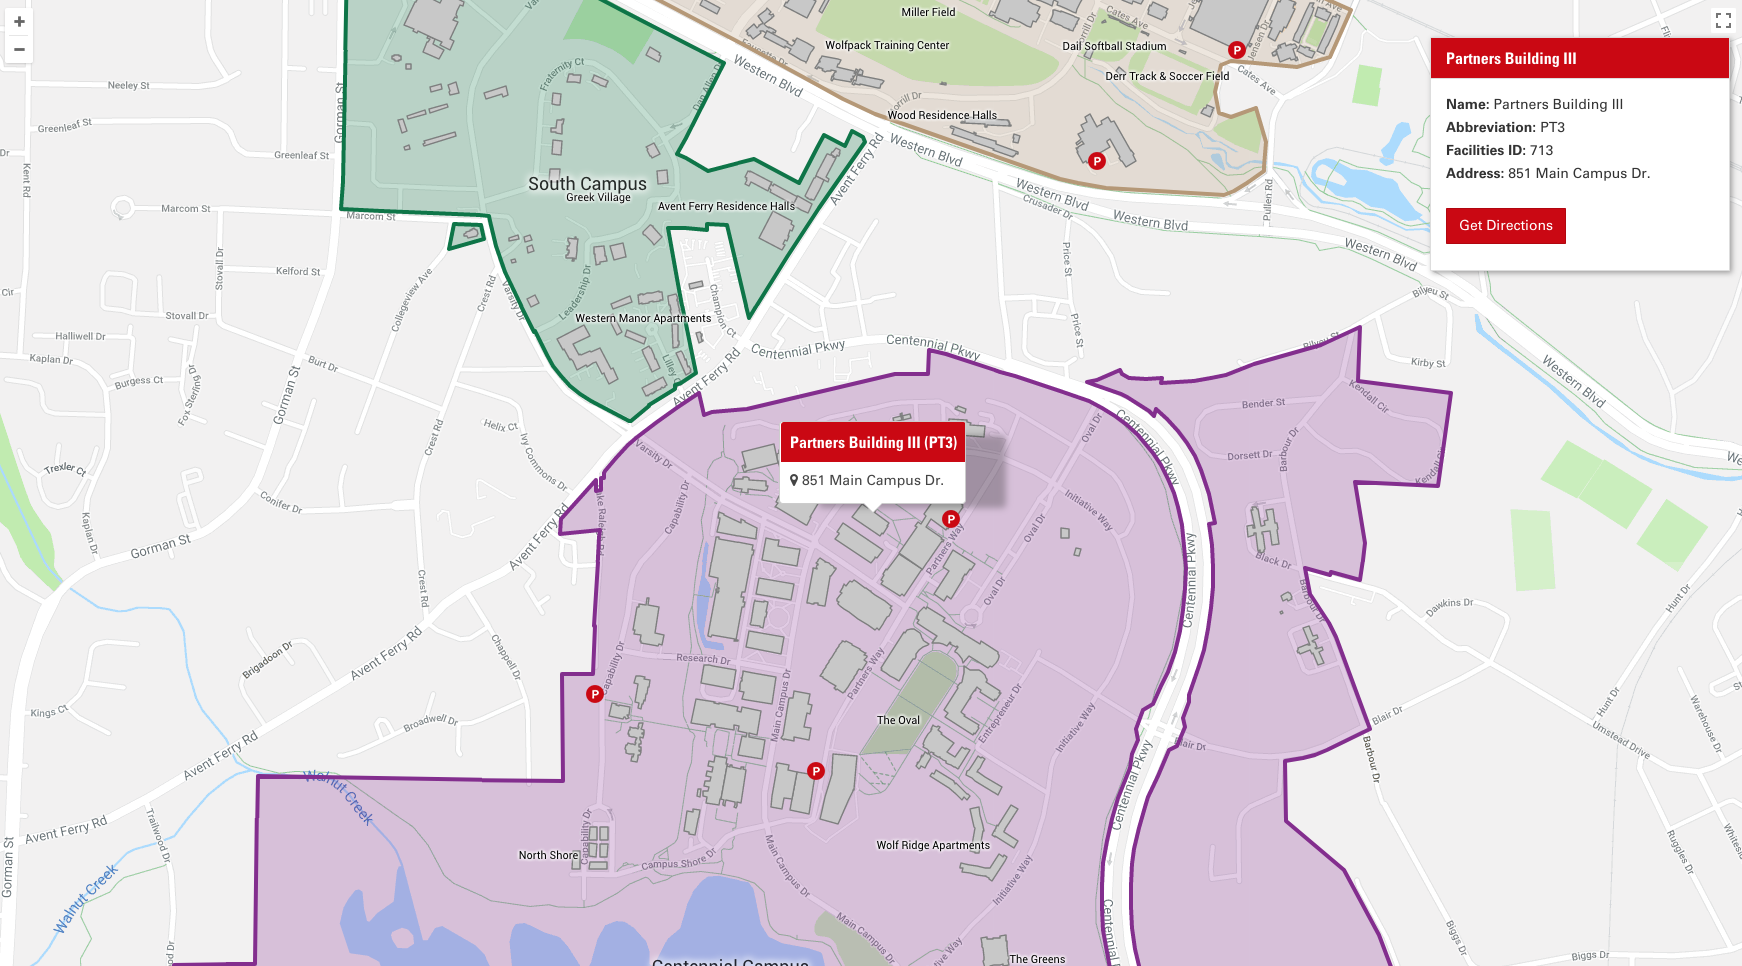 +
−
Miller Field
Wolfpack Training Center
Dail Softball Stadium
Cates Ave
Jensen Dr
P
Derr Track & Soccer Field
Cates Ave
Partners Building III
Name: Partners Building III
Abbreviation: PT3
Facilities ID: 713
Address: 851 Main Campus Dr.
Get Directions
Neeley St
Gorman St
Fraternity Ct
Dan Allen Dr
Western Blvd
Wood Residence Halls
Greenleaf St
Greenleaf St
Kent Rd
Western Blvd
P
South Campus
Greek Village
Avent Ferry Residence Halls
Avent Ferry Rd
Western Blvd
Crusader Dr
Western Blvd
Pullen Rd
Marcom St
Marcom St
Western Blvd
Stovall Dr
Kelford St
Collegeview Ave
Crest Rd
Varsity Dr
Leadership Dr
Champion Ct
Price St
Bilyeu St
Cir
Stovall Dr
Western Manor Apartments
Price St
Halliwell Dr
Kaplan Dr
Burt Dr
Centennial Pkwy
Centennial Pkwy
Bilyeu St
Kirby St
Burgess Ct
Fox Sterling Dr
Gorman St
Avent Ferry Rd
Western Blvd
Kendall Cir
Bender St
Helix Ct
Crest Rd
Ivy Commons Dr
Varsity Dr
Oval Dr
Centennial Pkwy
Barbour Dr
Dorsett Dr
Kendall Cir
Partners Building III (PT3)
851 Main Campus Dr.
Trexler Ct
Conifer Dr
Kaplan Dr
Capability Dr
Initiative Way
P
Partners Way
Oval Dr
Gorman St
Avent Ferry Rd
Centennial Pkwy
Black Dr
Barbour Dr
Crest Rd
Oval Dr
Dawkins Dr
Hunt Dr
Avent Ferry Rd
Brigadoon Dr
Chappell Dr
Capability Dr
Research Dr
Partners Way
Main Campus Dr
P
Kings Ct
Broadwell Dr
The Oval
Entrepreneur Dr
Initiative Way
Blair Dr
Blair Dr
Hunt Dr
Umstead Drive
Warehouse Dr
Avent Ferry Rd
Walnut Creek
P
Centennial Pkwy
Barbour Dr
Avent Ferry Rd
Trailwood Dr
Capability Dr
North Shore
Campus Shore Dr
Main Campus Dr
Wolf Ridge Apartments
Initiative Way
Ruggles Dr
Gorman St
Walnut Creek
Main Campus Dr
Centennial
Biggs Dr
Biggs Dr
The Greens
Centennial Campus